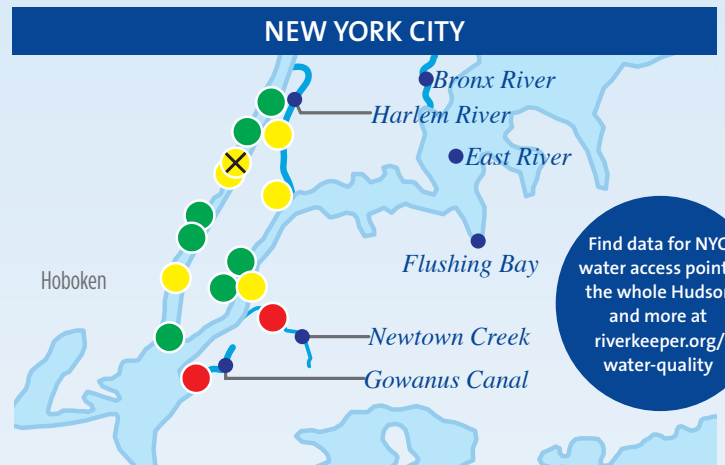 NEW YORK CITY
Bronx River
Harlem River
East River
Flushing Bay
Hoboken
Find data for NYC
water access point
the whole Hudson
and more at
riverkeeper.org/
water-quality
Newtown Creek
Gowanus Canal